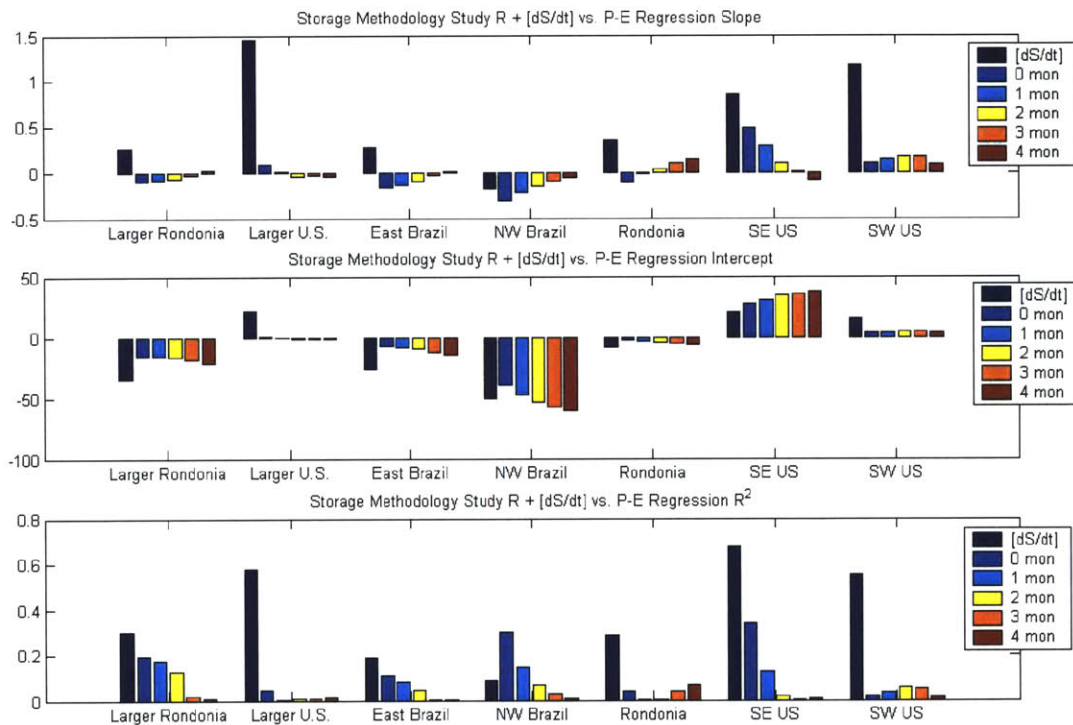 Storage Methodology Study R + [dS/dt] vs. P-E Regression Slope
1.5
1
0.5
0
-0.5
[dS/dt]
0 mon
1 mon
2 mon
3 mon
4 mon
Larger Rondonia Larger U.S. East Brazil NW Brazil Rondonia SE US SW US
Storage Methodology Study R + [dS/dt] vs. P-E Regression Intercept
50
0
-50
-100
[dS/dt]
0 mon
1 mon
2 mon
3 mon
4 mon
Larger Rondonia Larger U.S. East Brazil NW Brazil Rondonia SE US SW US
Storage Methodology Study R + [dS/dt] vs. P-E Regression R²
0.8
0.6
0.4
0.2
0
[dS/dt]
0 mon
1 mon
2 mon
3 mon
4 mon
Larger Rondonia Larger U.S. East Brazil NW Brazil Rondonia SE US SW US